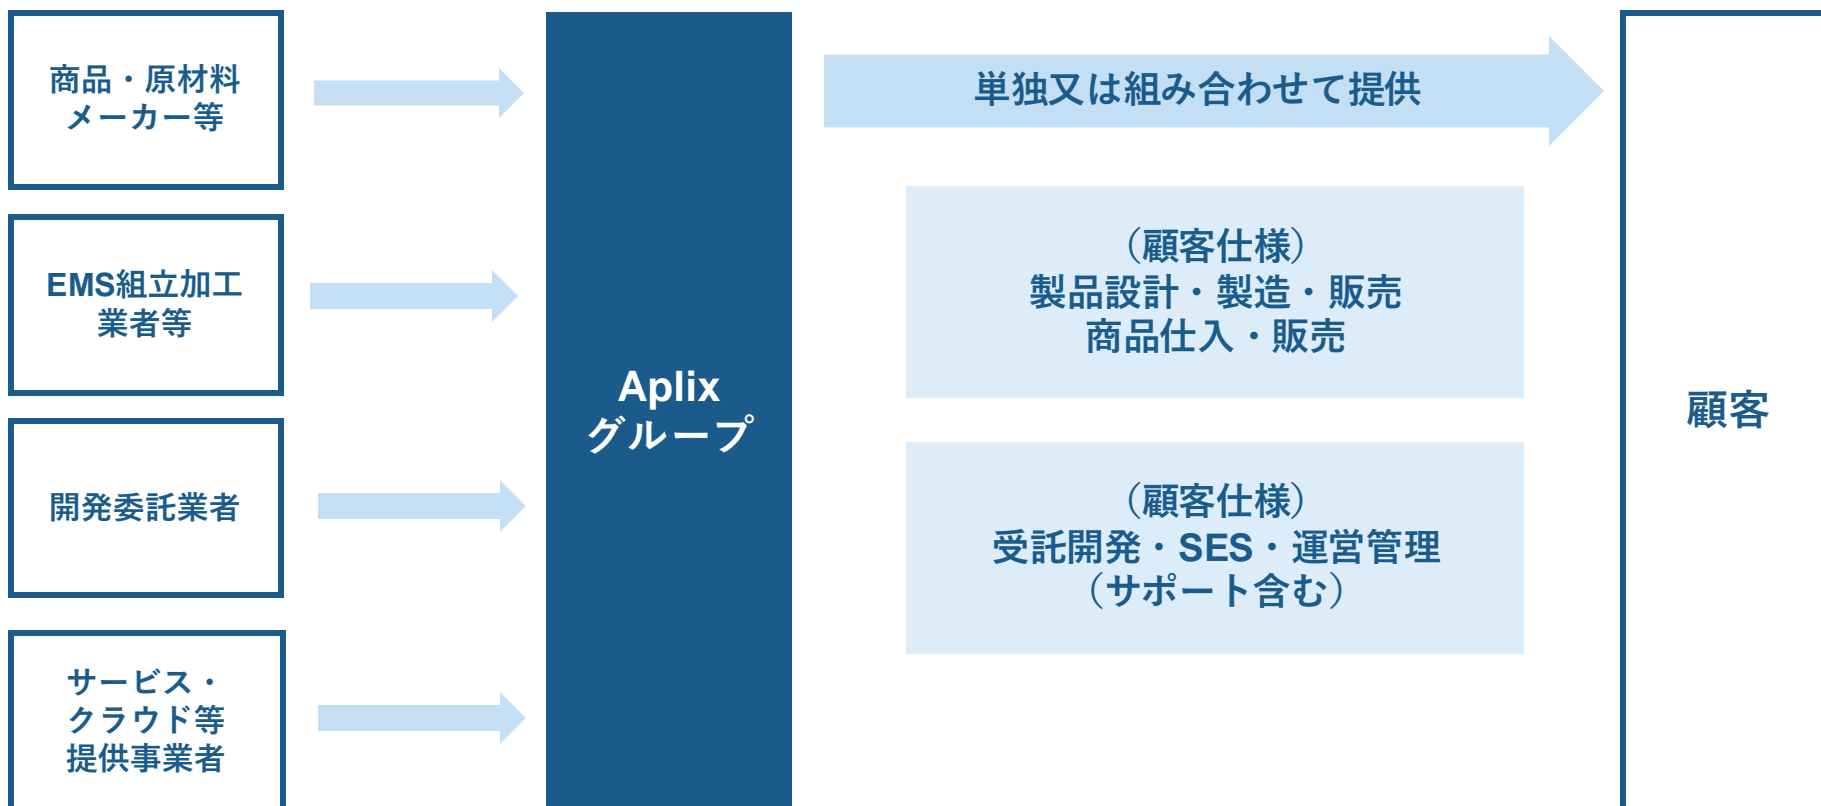 商品・原材料
メーカー等
EMS組立加工
業者等
開発委託業者
サービス・
クラウド等
提供事業者
Aplix
グループ
単独又は組み合わせて提供
（顧客仕様）
製品設計・製造・販売
商品仕入・販売
（顧客仕様）
受託開発・SES・運営管理
（サポート含む）
顧客